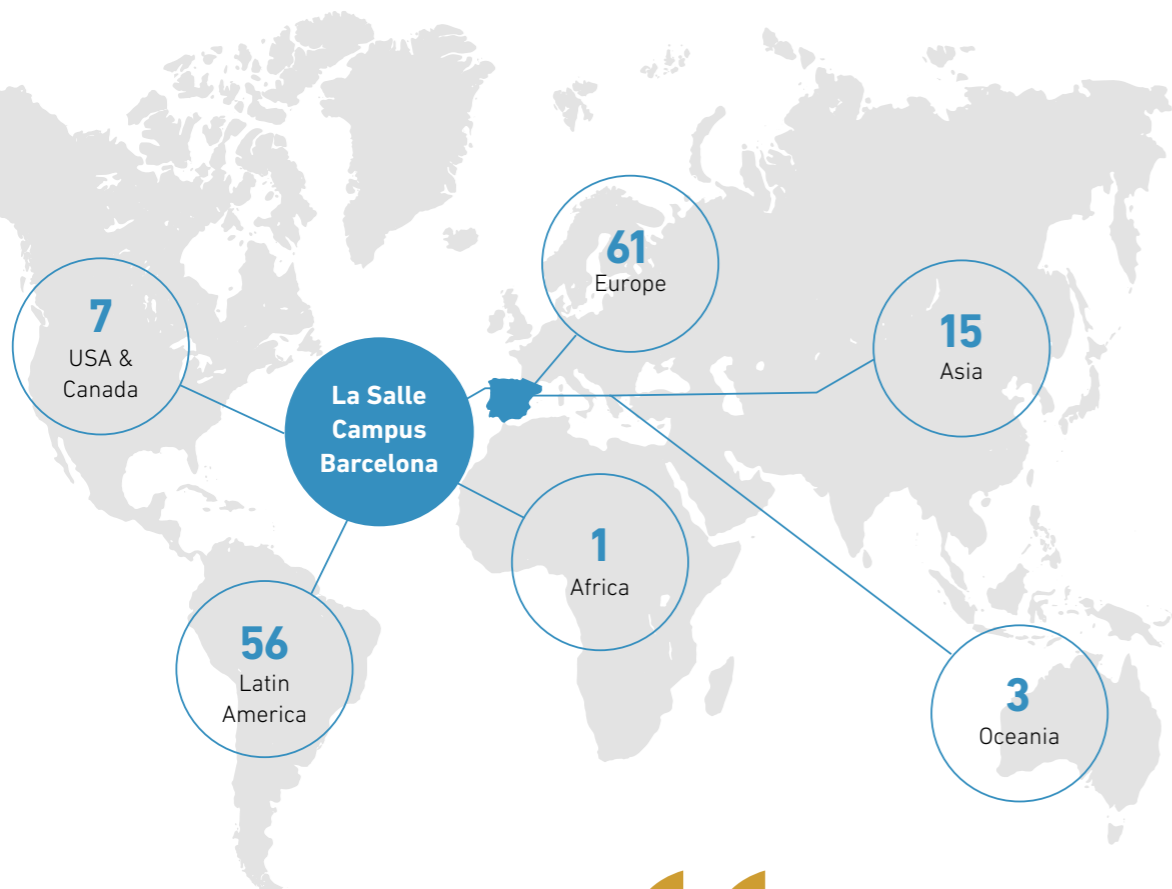 61
Europe
7
USA &
Canada
15
Asia
La Salle
Campus
Barcelona
1
Africa
56
Latin
America
3
Oceania
“